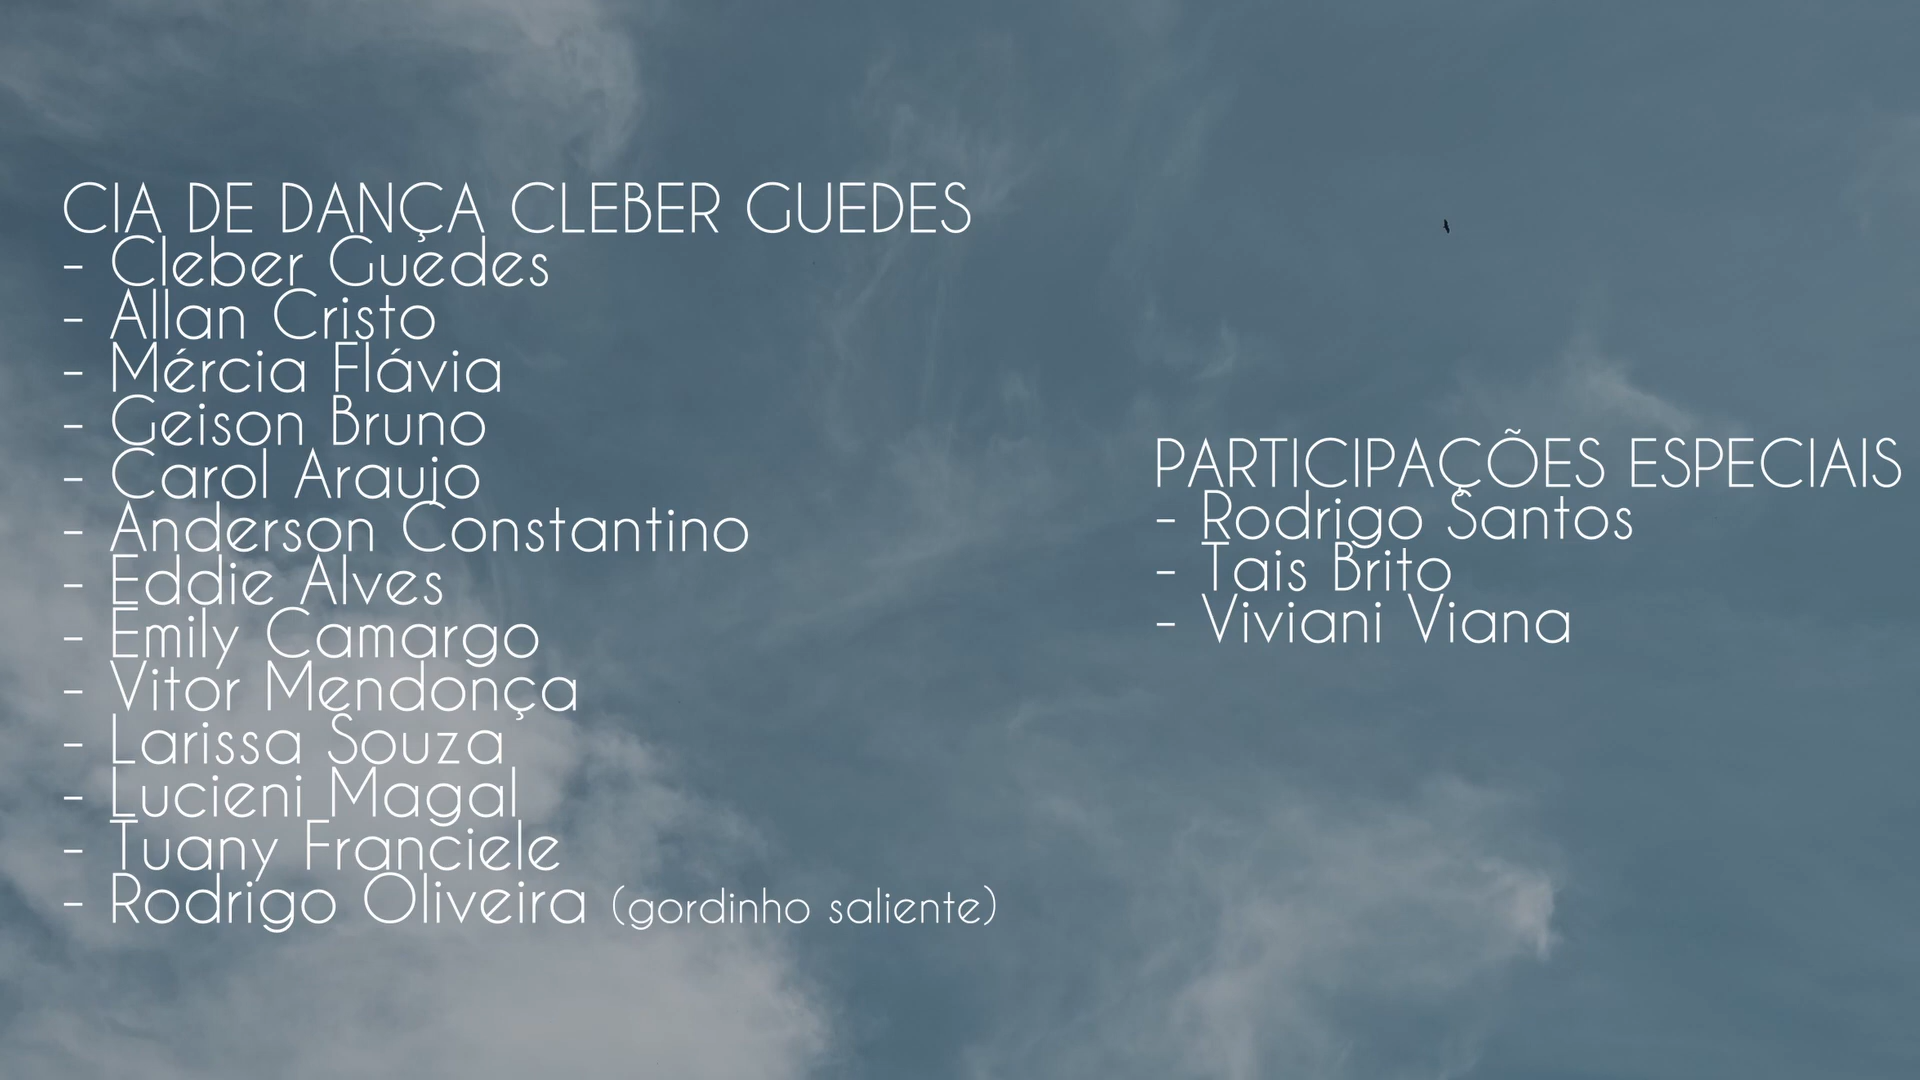 CIA DE DANÇA CLEBER GUEDES
- Cleber Guedes
- Allan Cristo
- Mércia Flávia
- Geison Bruno
- Carol Araujo
- Anderson Constantino
- Eddie Alves
- Emily Camargo
- Vitor Mendonça
- Larissa Souza
- Lucieni Magal
- Tuany Franciele
- Rodrigo Oliveira (gordinho saliente)
PARTICIPAÇÕES ESPECIAIS
- Rodrigo Santos
- Tais Brito
- Viviani Viana